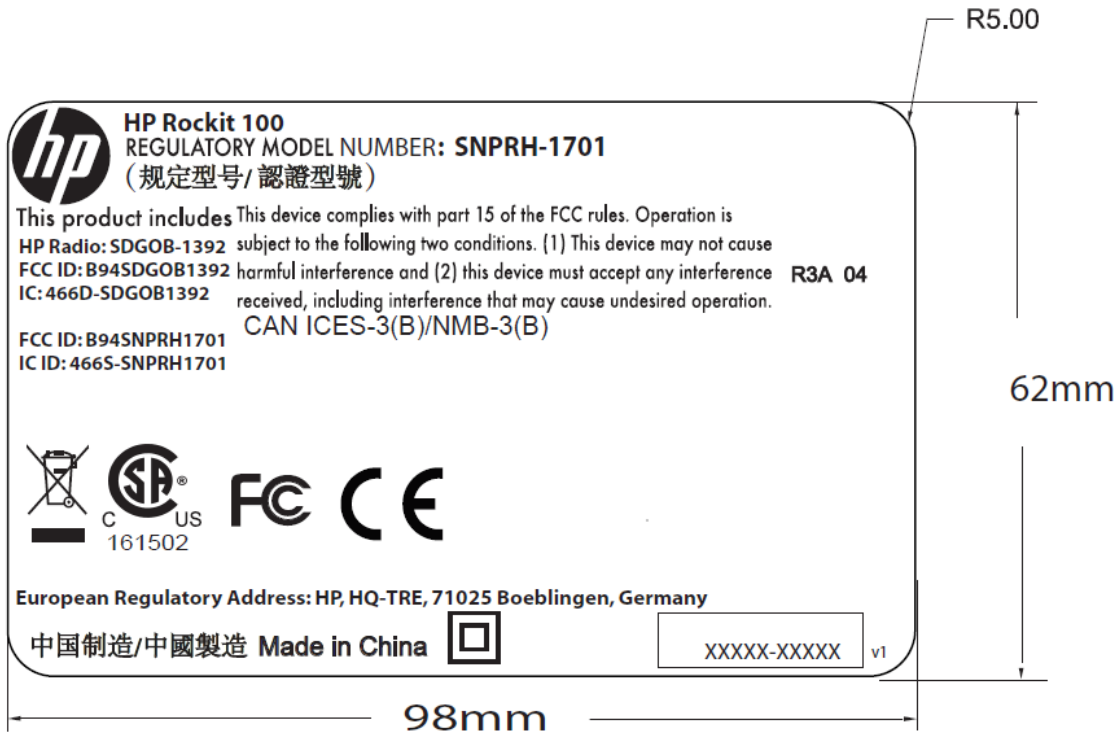 R5.00
hp
HP Rockit 100
REGULATORY MODEL NUMBER: SNPRH-1701
(规定型号/認證型號)
This product includes
HP Radio: SDGOB-1392
FCC ID: B94SDGOB1392
IC: 466D-SDGOB1392
FCC ID: B94SNPRH1701
IC ID: 466S-SNPRH1701
This device complies with part 15 of the FCC rules. Operation is
subject to the following two conditions. (1) This device may not cause
harmful interference and (2) this device must accept any interference
received, including interference that may cause undesired operation.
CAN ICES-3(B)/NMB-3(B)
R3A 04
62mm
CSA®
C US
161502
FC CE
European Regulatory Address: HP, HQ-TRE, 71025 Boeblingen, Germany
中国制造/中國製造 Made in China
XXXXX-XXXXX v1
98mm